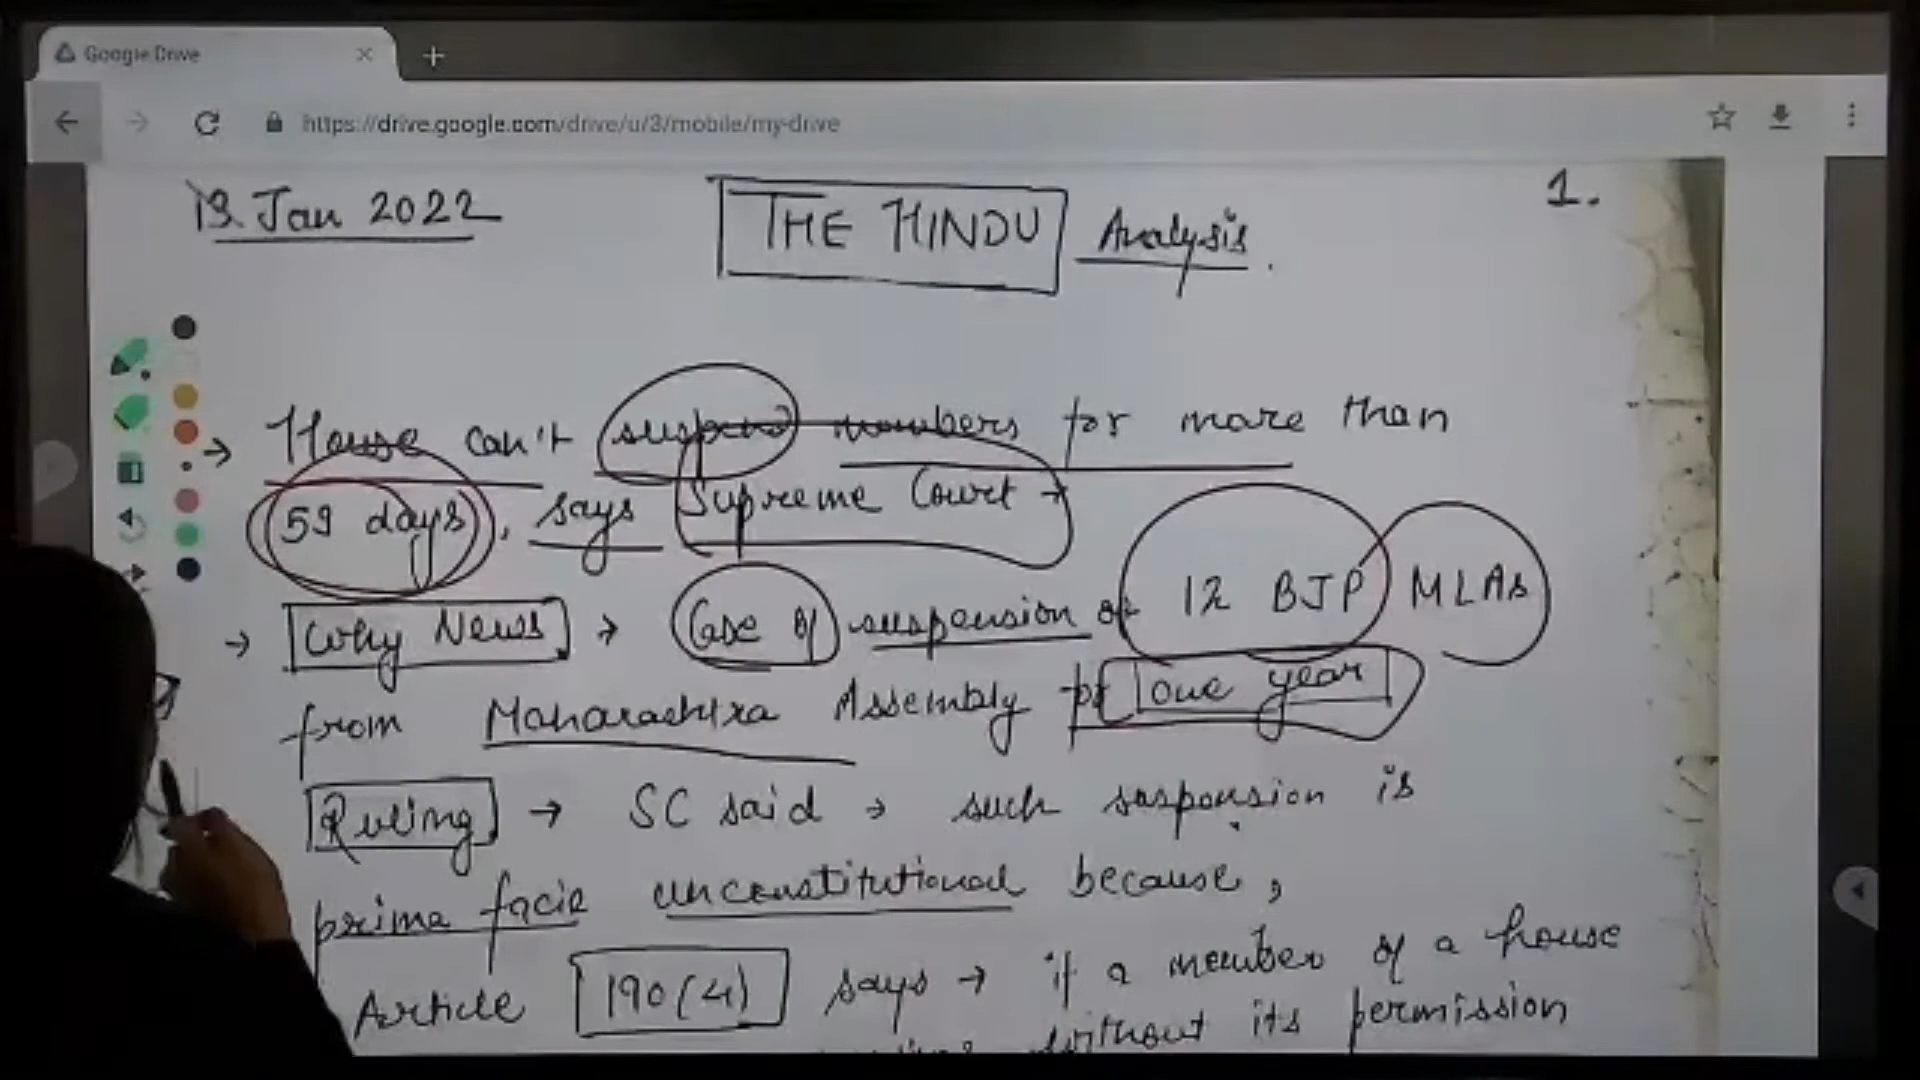 Google Drive
https://drive.google.com/drive/u/3/mobile/my-drive
13 Jan 2022 THE HINDU Analysis. 1.
→ House can't suspend members for more than
59 days, says Supreme Court →
→ Why News → Case of suspension of 12 BJP MLAs
from Maharashtra Assembly for one year
Ruling → SC said → such suspension is
prima facie unconstitutional because,
Article 190(4) says → if a member of a house
without its permission